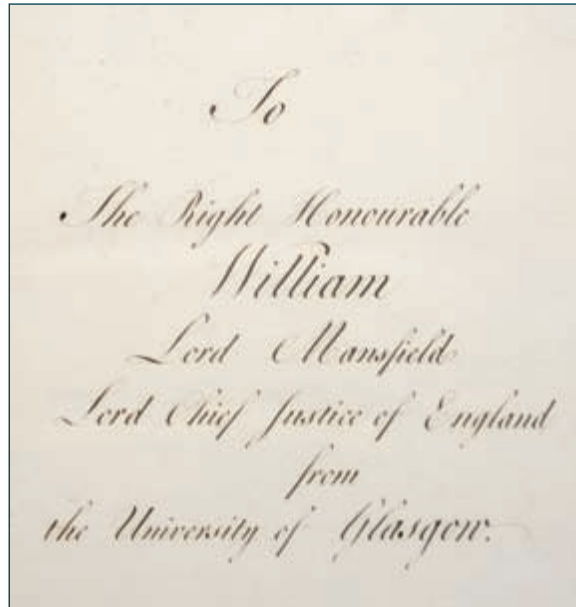 To
The Right Honourable
William
Lord Mansfield
Lord Chief Justice of England
from
the University of Glasgow.